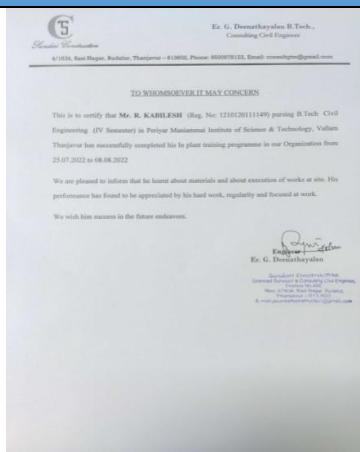 Er. G. Deenathayalan B.Tech.,
Consulting Civil Engineer
Construction
TO WHOMSOEVER IT MAY CONCERN
This is to certify that Mr. R. KABILESH (Reg. No: 1210126111149) pursing B.Tech Civil
Engineering (IV Semester) in Periyar Maniammai Institute of Science & Technology, Vallam
Thanjavur has successfully completed his In plant training programme in our Organization from
25.07.2022 to 08.08.2022
We are pleased to inform that he learnt about materials and about execution of works at site. His
performance has found to be appreciated by his hard work, regularity and focused at work.
We wish him success in the future endeavors.
Engineer
Er. G. Deenathayalan